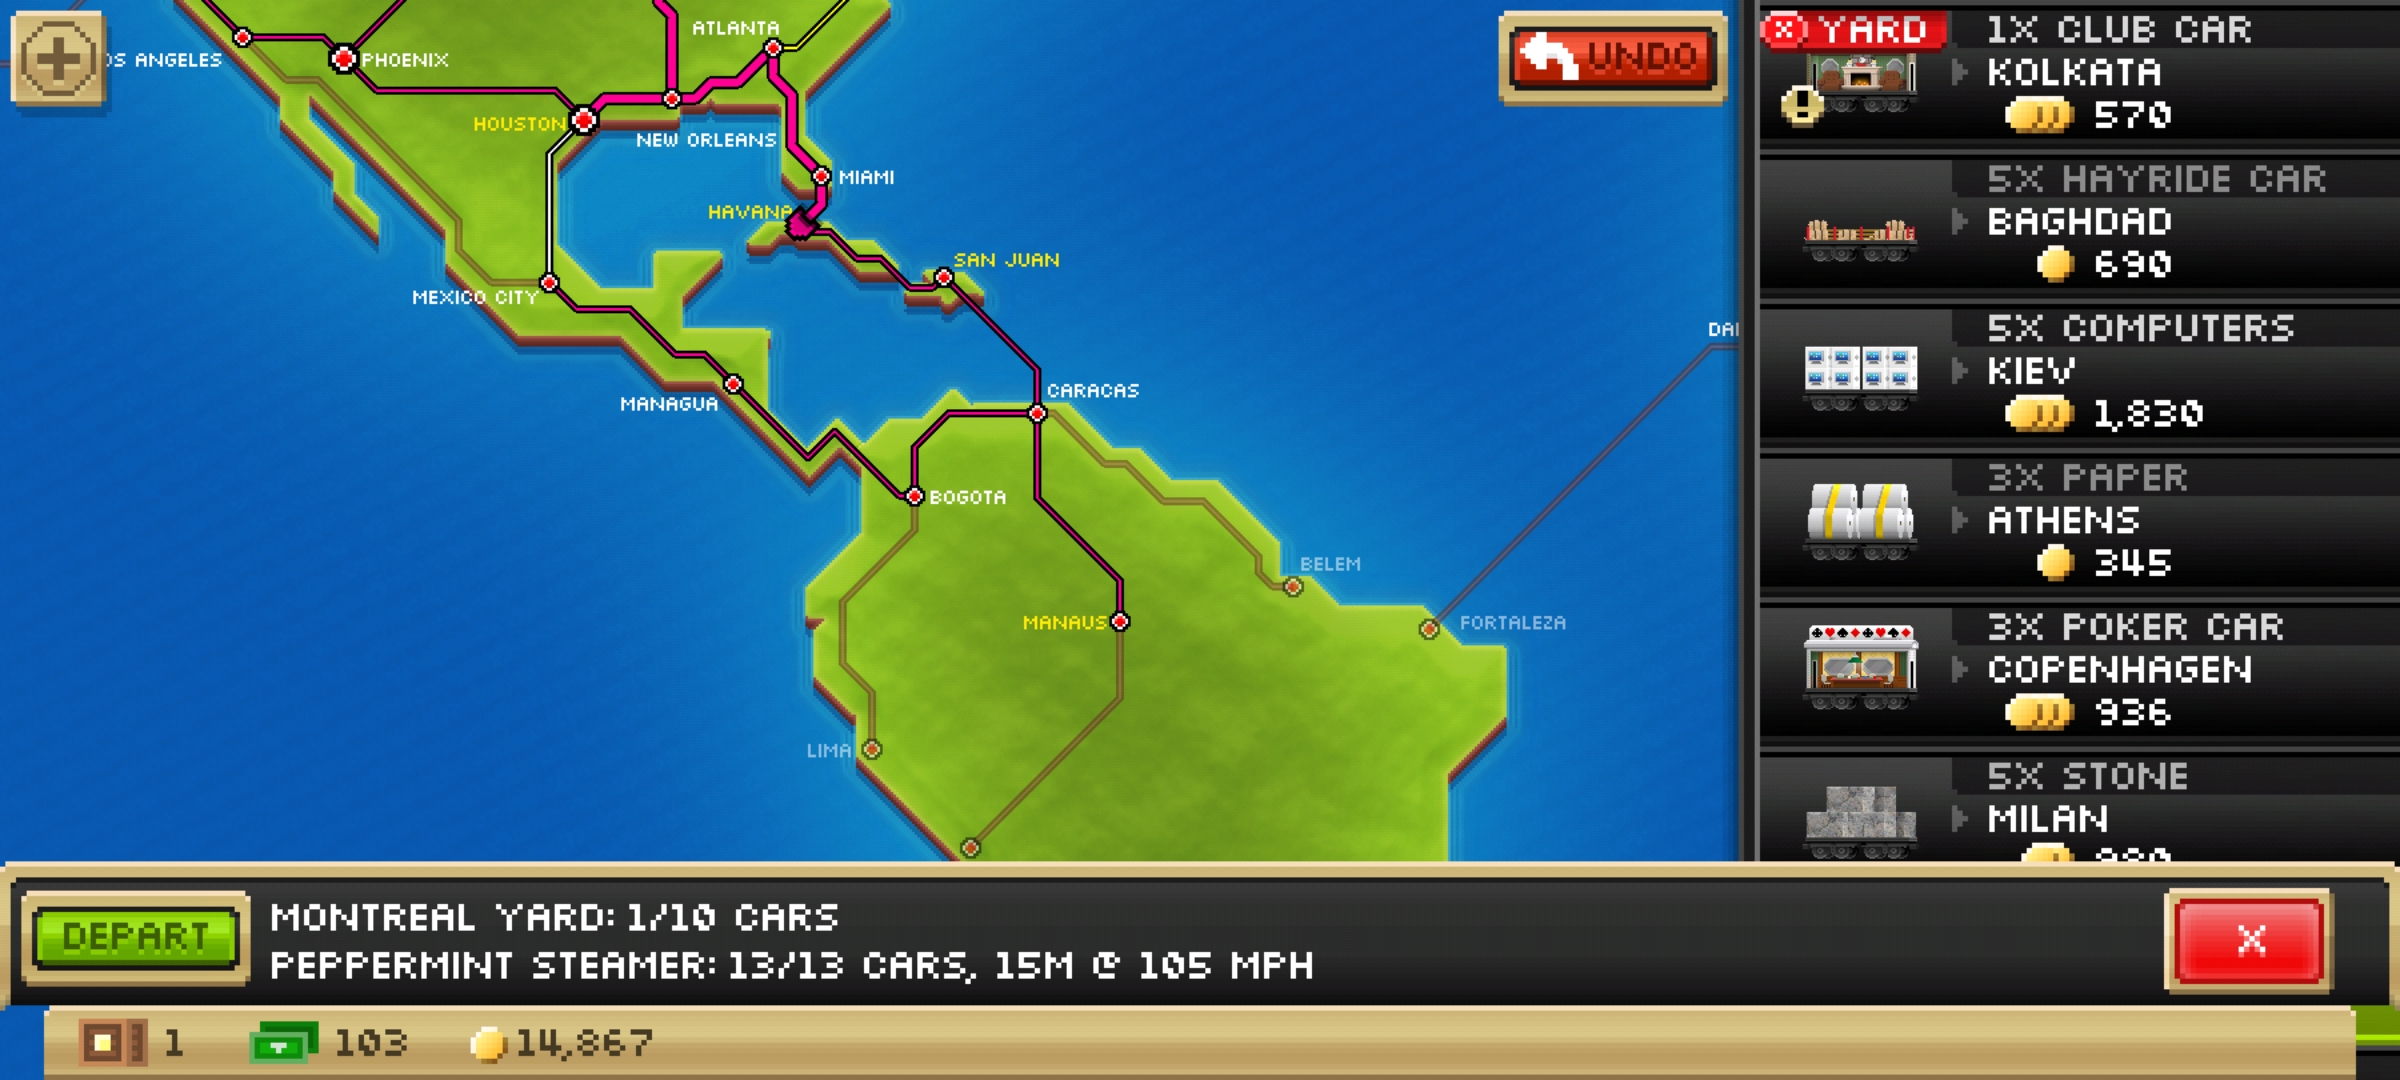 ATLANTA
OS ANGELES
PHOENIX
HOUSTON
NEW ORLEANS
MIAMI
HAVANA
SAN JUAN
MEXICO CITY
MANAGUA
CARACAS
BOGOTA
BELEM
MANAUS
FORTALEZA
LIMA
DA
UNDO
YARD
1X CLUB CAR
KOLKATA
570
5X HAYRIDE CAR
BAGHDAD
690
5X COMPUTERS
KIEV
1,830
3X PAPER
ATHENS
345
3X POKER CAR
COPENHAGEN
936
5X STONE
MILAN
DEPART
MONTREAL YARD: 1/10 CARS
PEPPERMINT STEAMER: 13/13 CARS, 15M @ 105 MPH
X
1
103
14,867